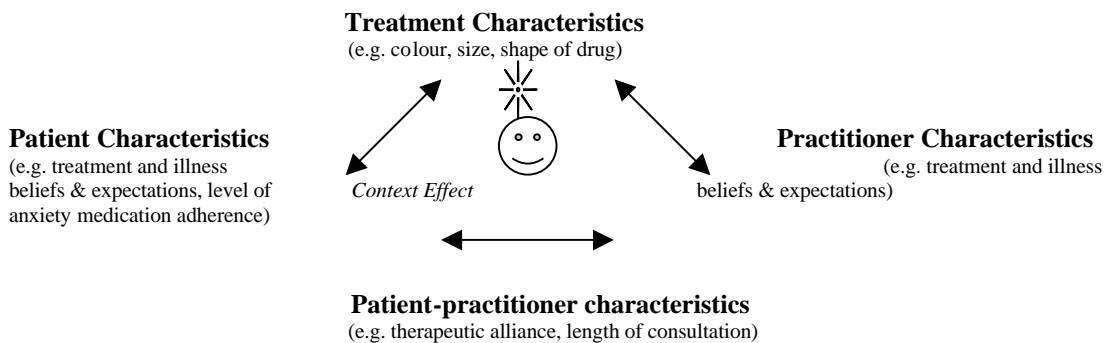 Treatment Characteristics
(e.g. colour, size, shape of drug)
Patient Characteristics
(e.g. treatment and illness
beliefs & expectations, level of
anxiety medication adherence)
Context Effect
Practitioner Characteristics
(e.g. treatment and illness
beliefs & expectations)
Patient-practitioner characteristics
(e.g. therapeutic alliance, length of consultation)